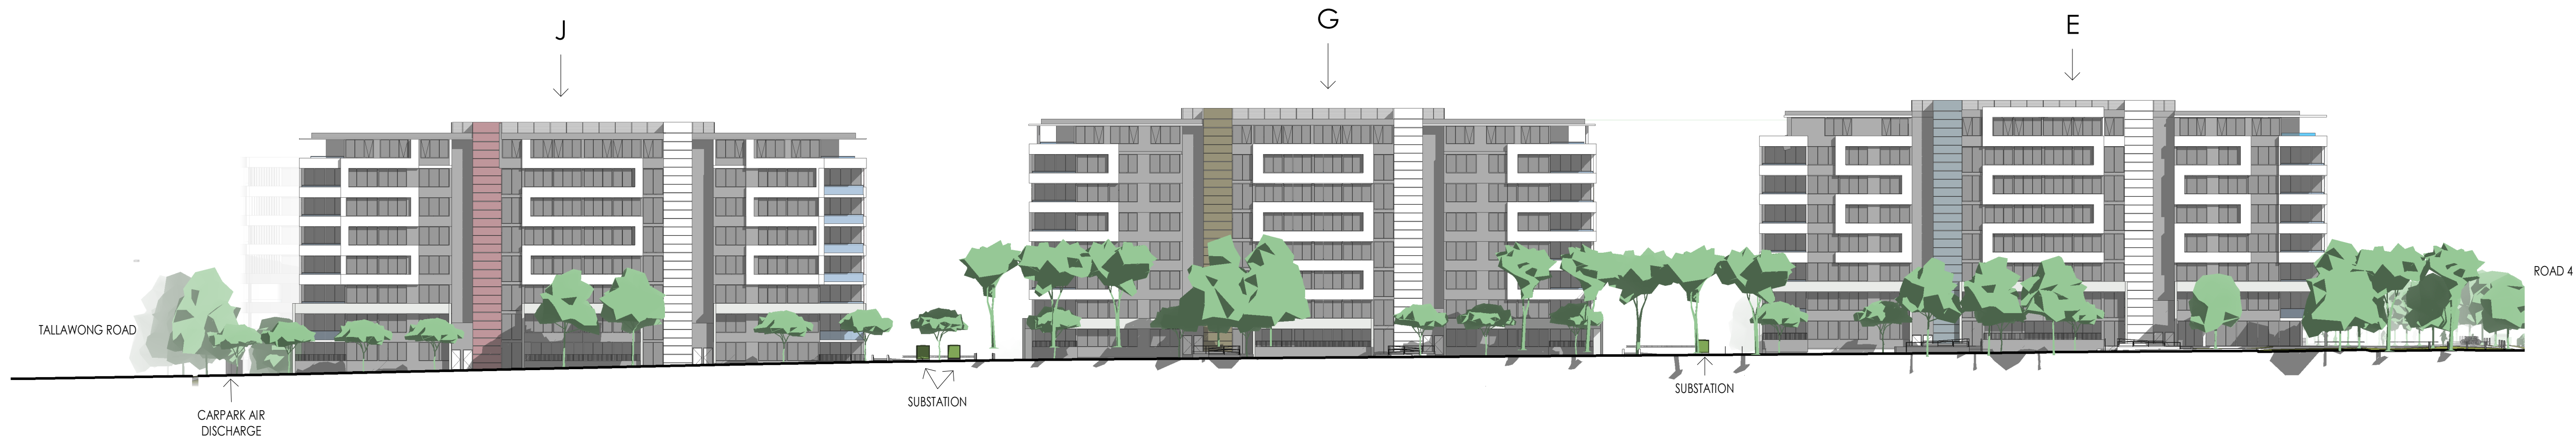 J
G
E
TALLAWONG ROAD
ROAD 4
CARPARK AIR
DISCHARGE
SUBSTATION
SUBSTATION